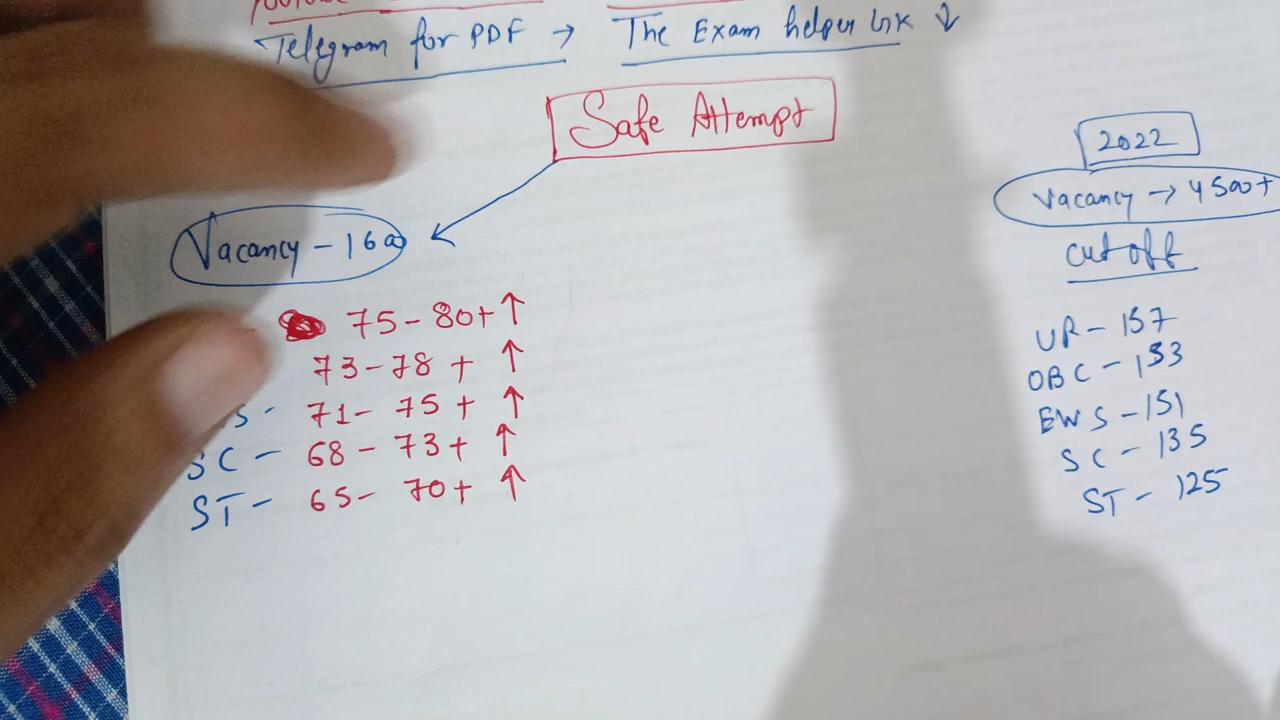 Telegram for PDF → The Exam helper link ↓
Safe Attempt
Vacancy - 1600
75 - 80+ ↑
73 - 78 + ↑
S - 71 - 75 + ↑
SC - 68 - 73+ ↑
ST - 65 - 70+ ↑
2022
Vacancy → 4500+
cut off
UR - 157
OBC - 153
EWS - 151
SC - 135
ST - 125